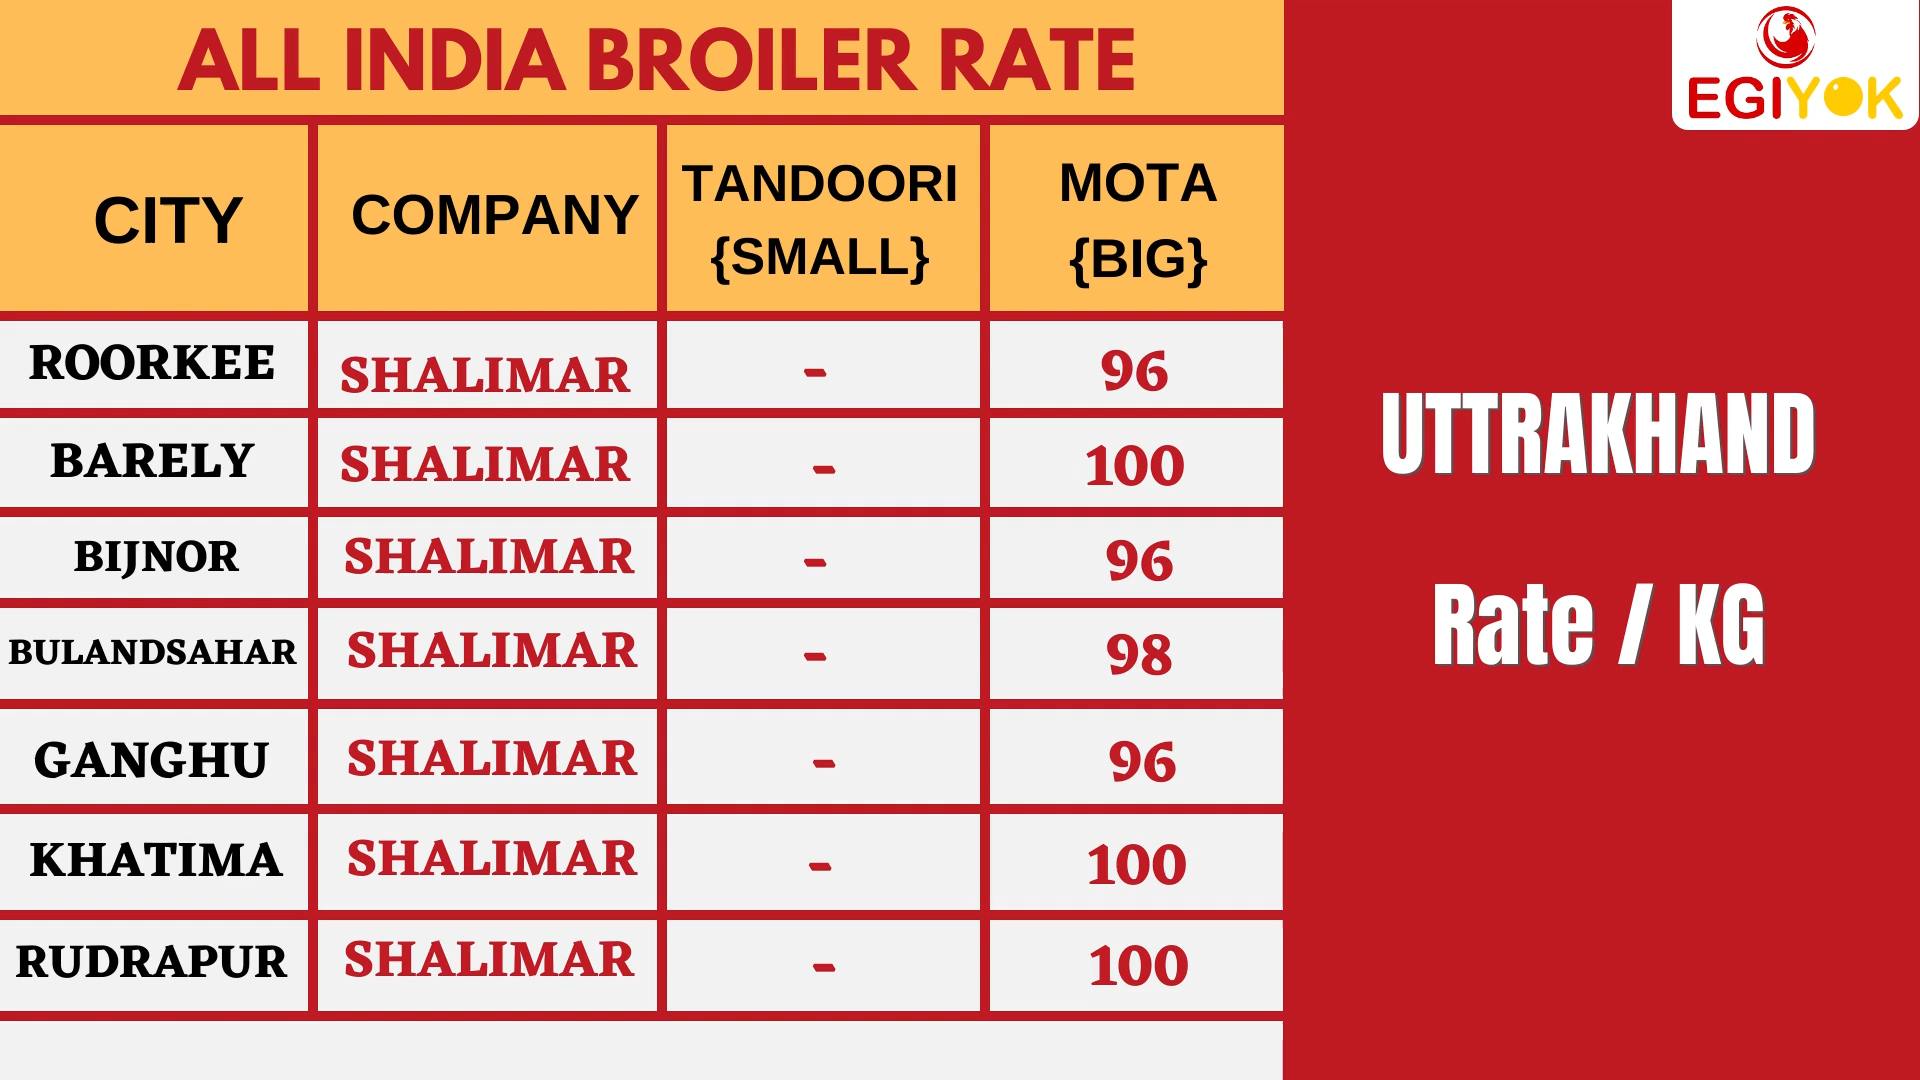 ALL INDIA BROILER RATE
EGIYOK
CITY COMPANY TANDOORI {SMALL} MOTA {BIG}
ROORKEE SHALIMAR - 96
BARELY SHALIMAR - 100
BIJNOR SHALIMAR - 96
BULANDSAHAR SHALIMAR - 98
GANGHU SHALIMAR - 96
KHATIMA SHALIMAR - 100
RUDRAPUR SHALIMAR - 100
UTTRAKHAND
Rate / KG